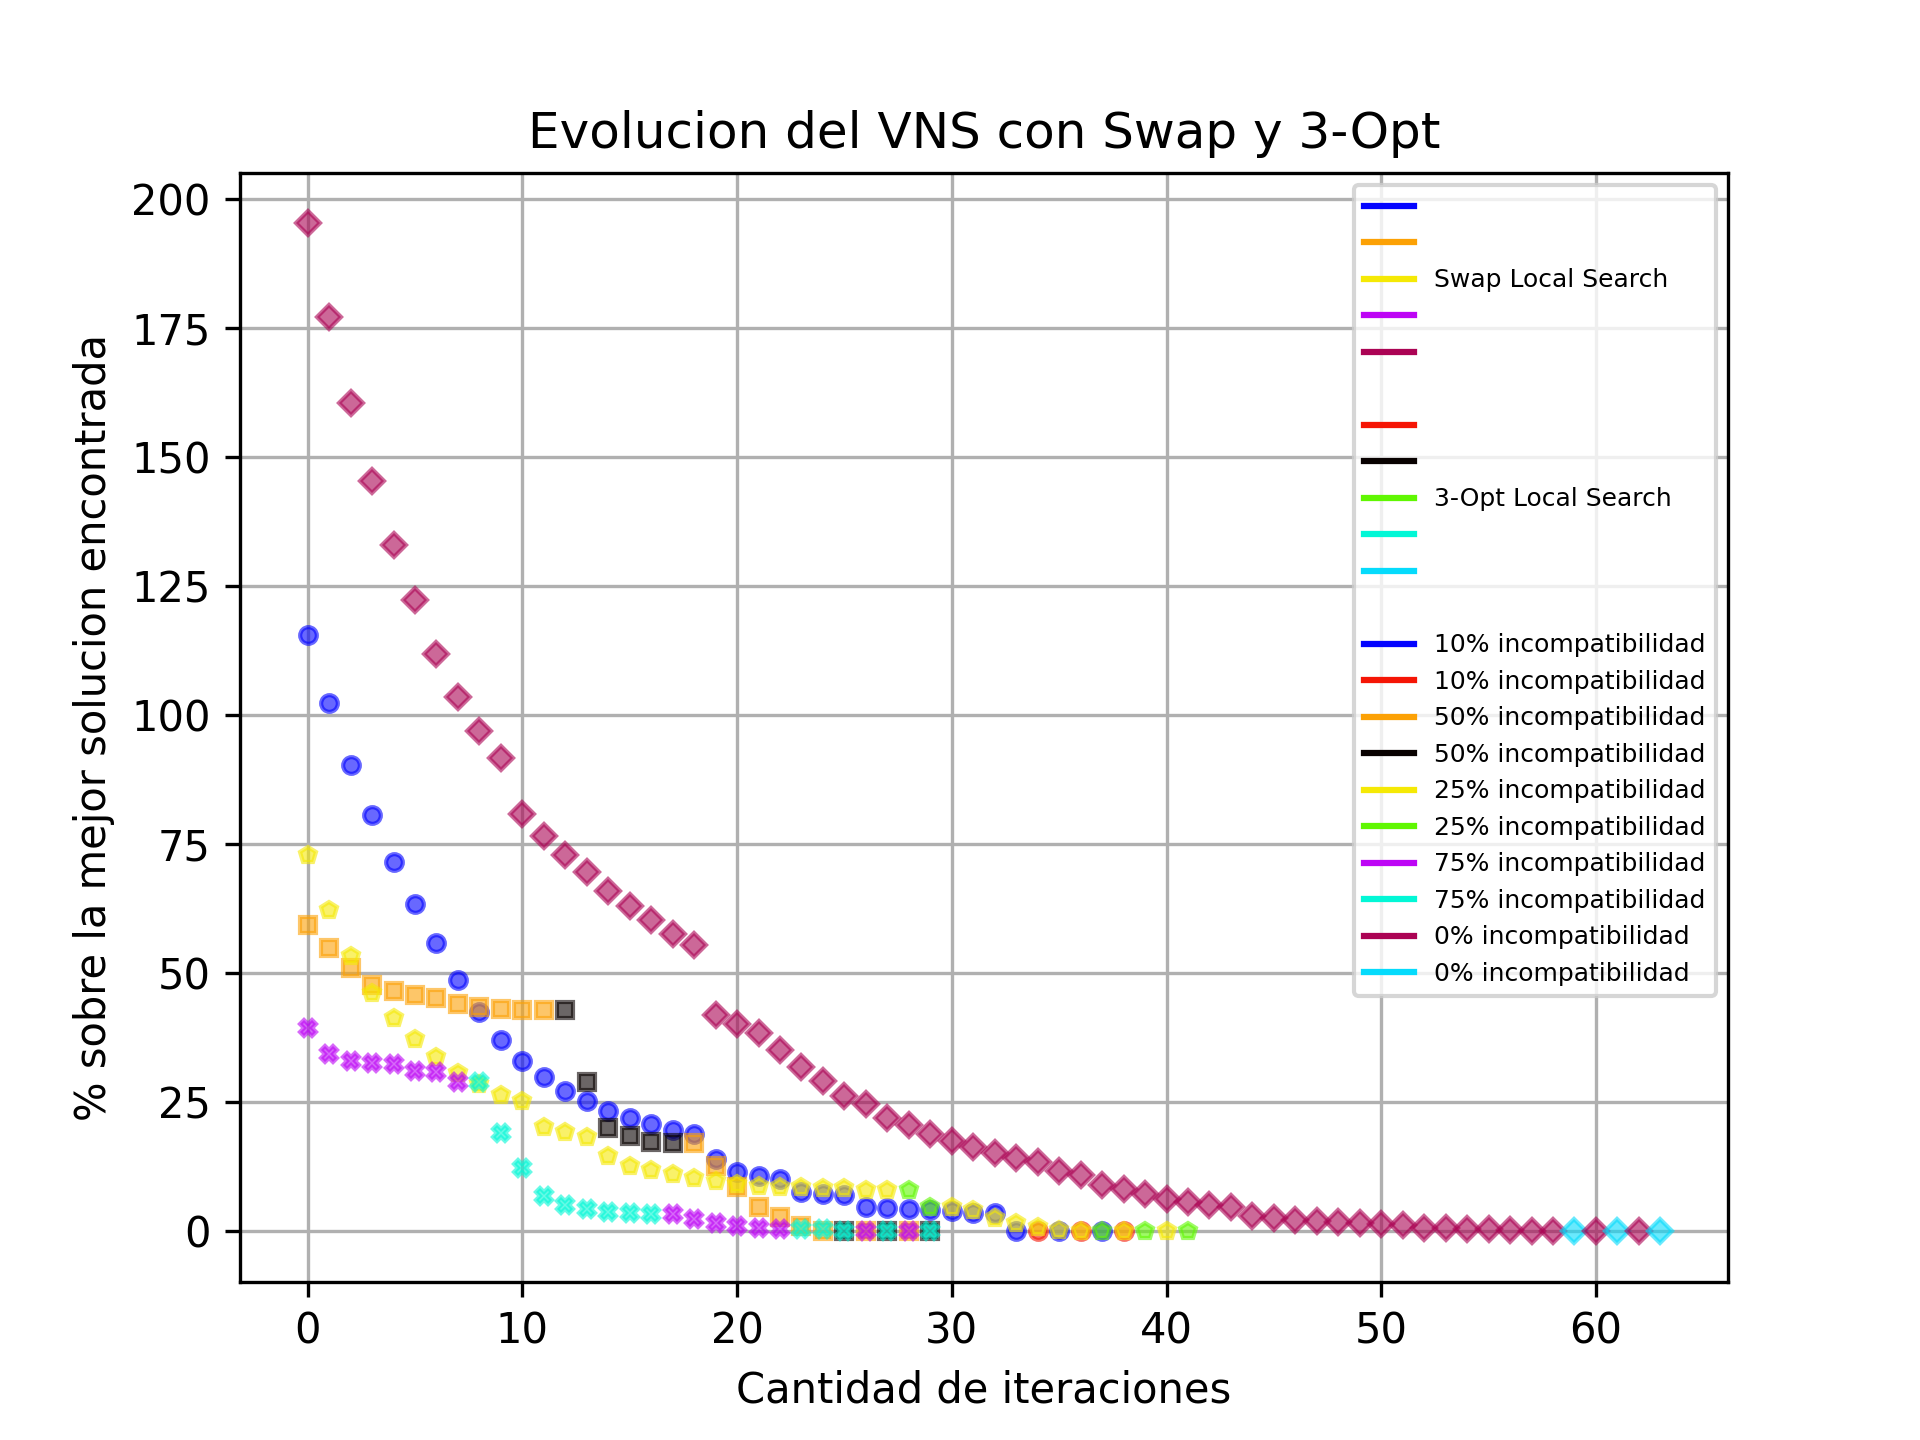 Evolucion del VNS con Swap y 3-Opt
% sobre la mejor solucion encontrada
200
175
150
125
100
75
50
25
0
Swap Local Search
3-Opt Local Search
10% incompatibilidad
10% incompatibilidad
50% incompatibilidad
50% incompatibilidad
25% incompatibilidad
25% incompatibilidad
75% incompatibilidad
75% incompatibilidad
0% incompatibilidad
0% incompatibilidad
0 10 20 30 40 50 60
Cantidad de iteraciones